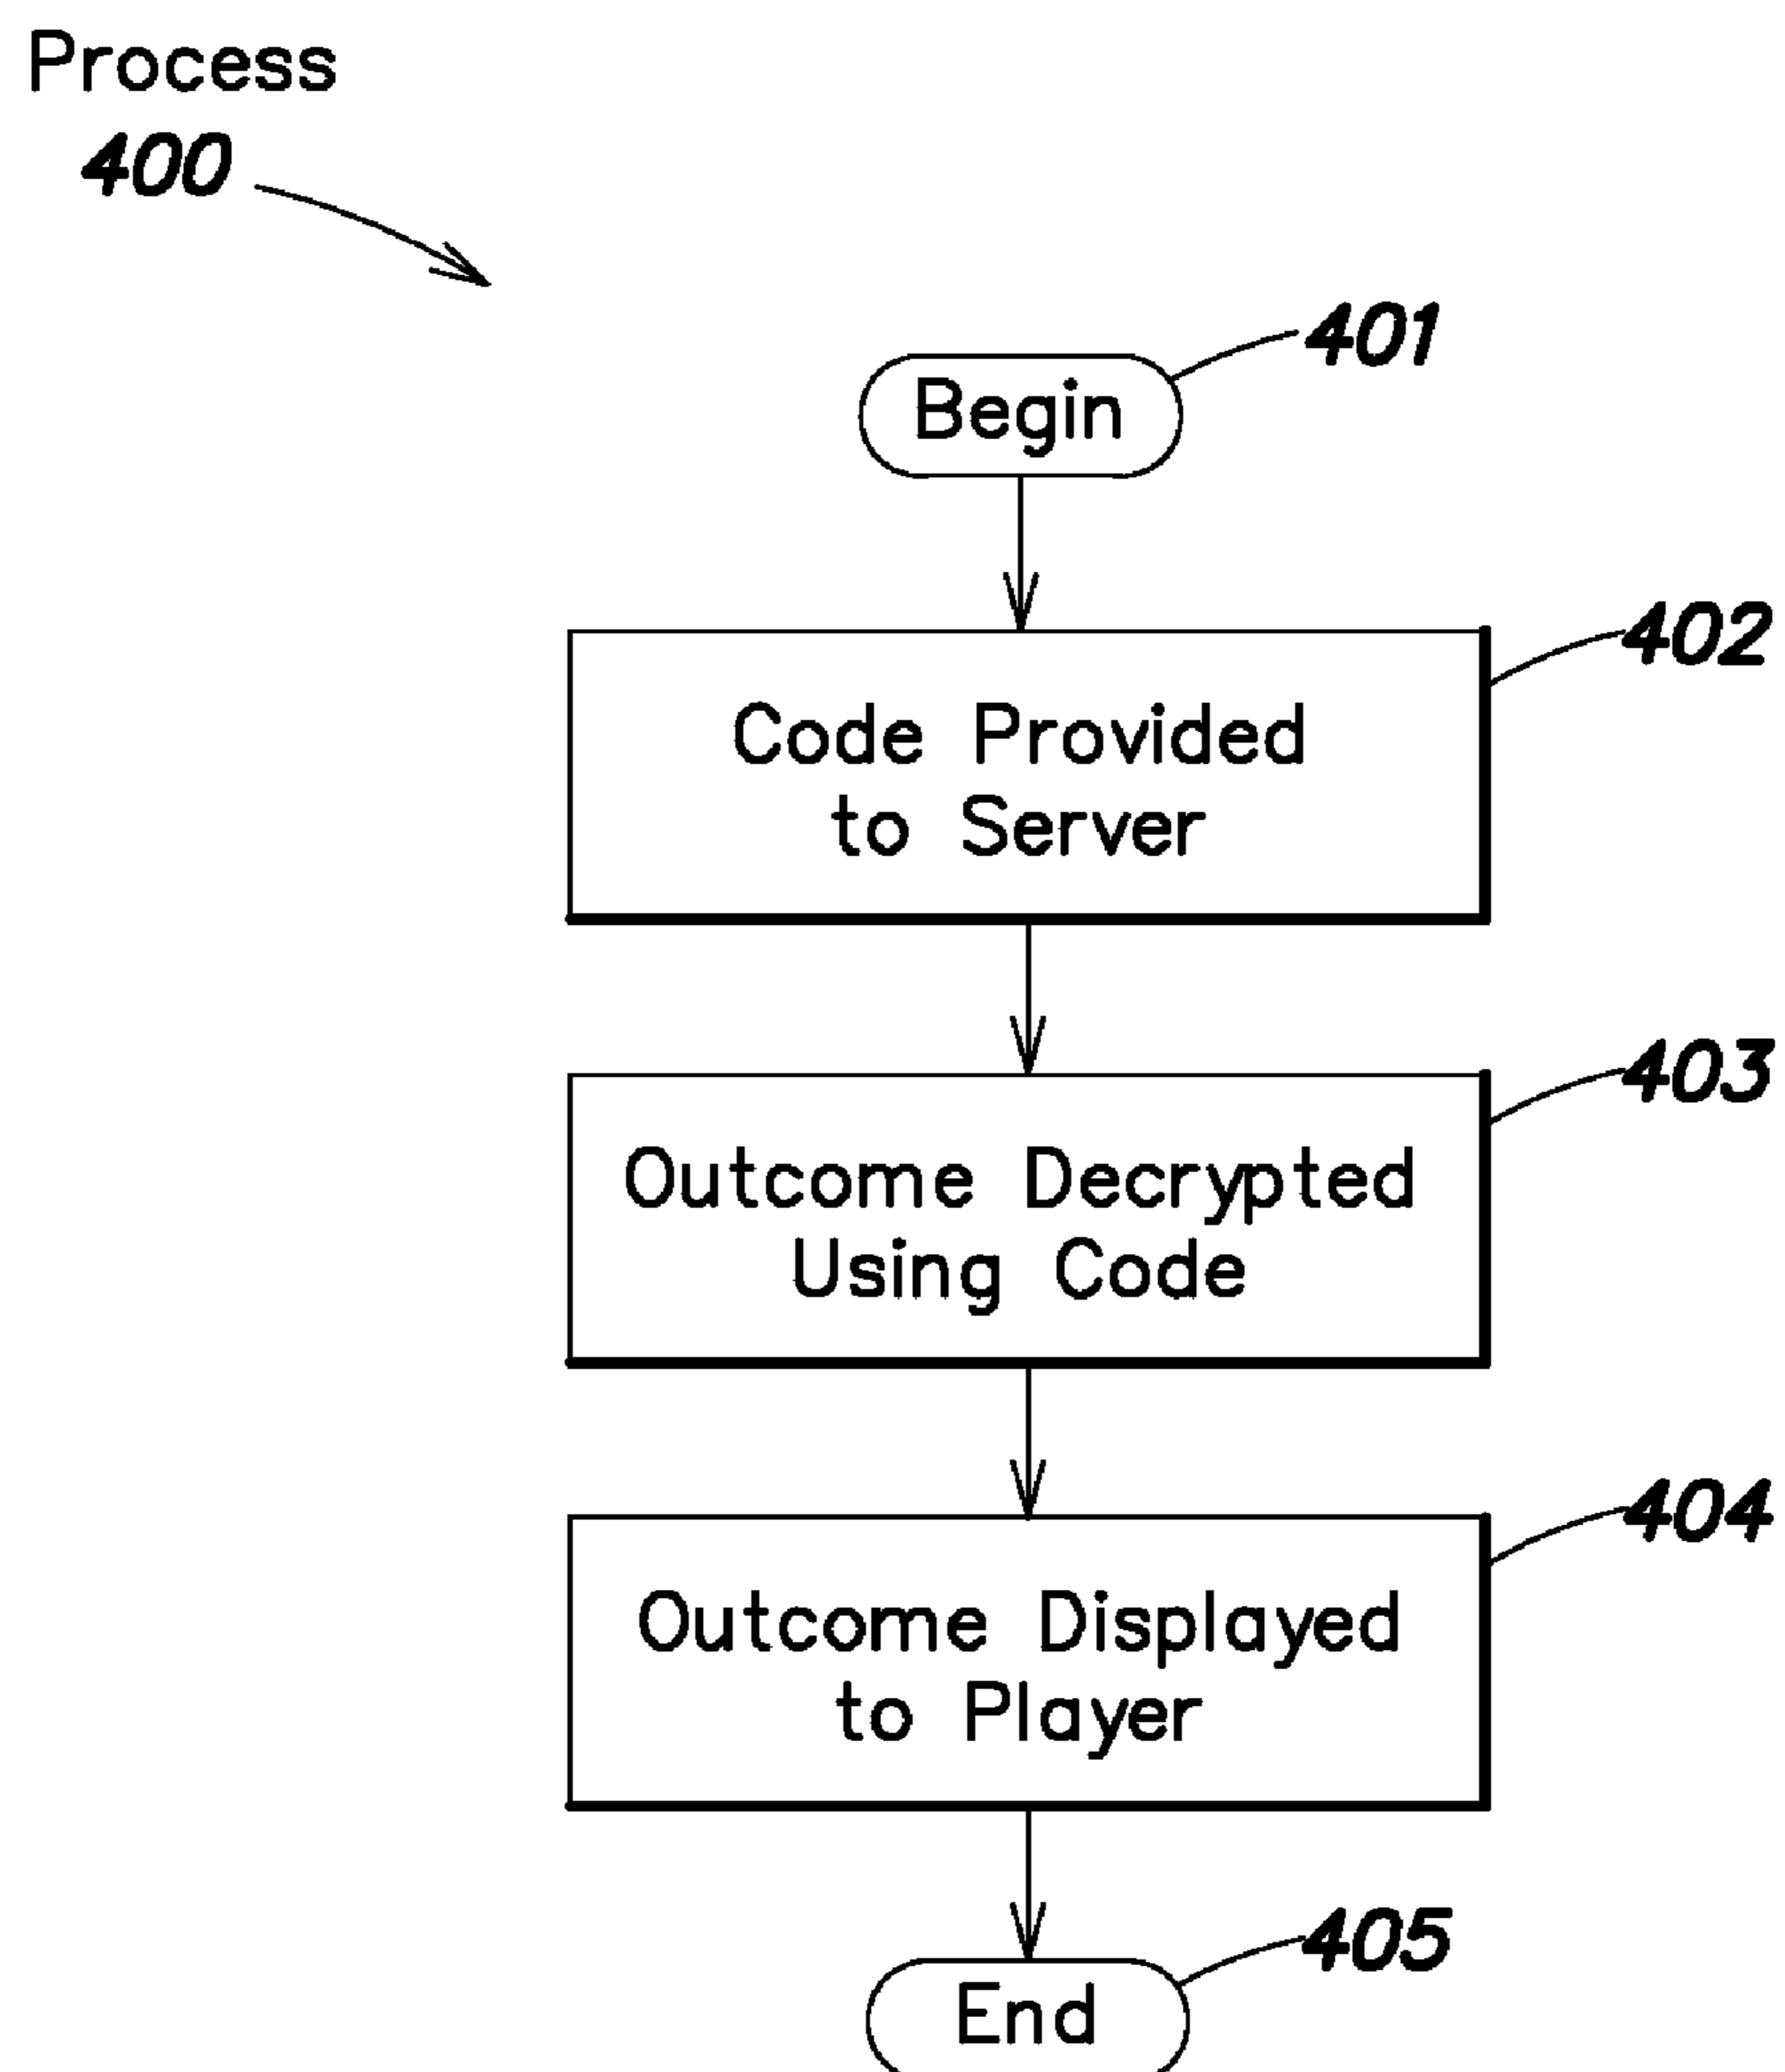 Process
400
401
Begin
402
Code Provided
to Server
403
Outcome Decrypted
Using Code
404
Outcome Displayed
to Player
405
End